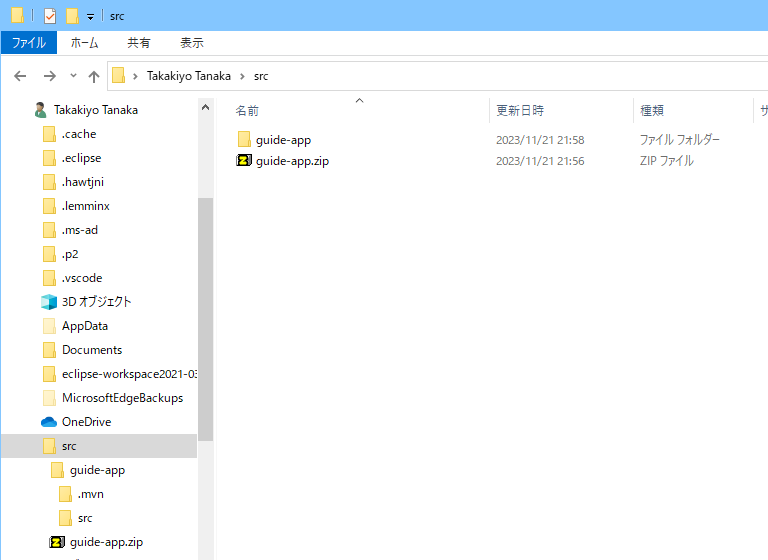 src
ファイル ホーム 共有 表示
Takakiyo Tanaka › src
名前 更新日時 種類 サ
guide-app 2023/11/21 21:58 ファイル フォルダー
guide-app.zip 2023/11/21 21:56 ZIP ファイル
Takakiyo Tanaka
.cache
.eclipse
.hawtjni
.lemminx
.ms-ad
.p2
.vscode
3D オブジェクト
AppData
Documents
eclipse-workspace2021-03
MicrosoftEdgeBackups
OneDrive
src
guide-app
.mvn
src
guide-app.zip